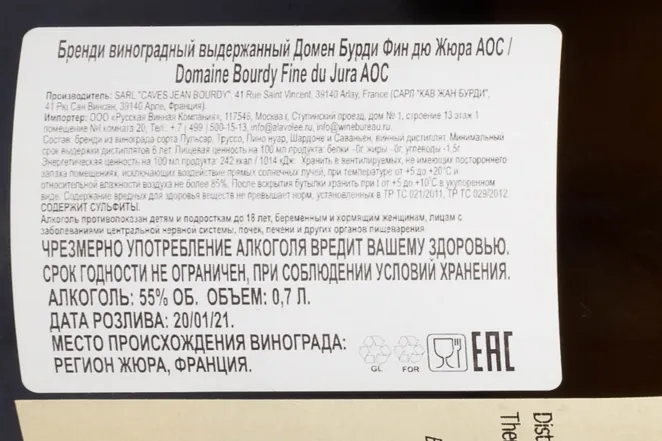 Бренди виноградный выдержанный Домен Бурди Фин дю Жюра АОС /
Domaine Bourdy Fine du Jura AOC
Производитель: SARL "CAVES JEAN BOURDY". 41 Rue Saint Vincent, 39140 Arlay, France (САРЛ "КАВ ЖАН БУРДИ",
41 Рю Сан Винсан, 39140 Арле, Франция).
Импортер: ООО «Русская Винная Компания», 117545, Москва г, Ступинский проезд, дом № 1, строение 13 этаж 1
помещение №I комната 20, Тел.: + 7 ( 499 ) 500-15-13, info@alavolee.ru, info@winebureau.ru
Состав: Бренди из винограда сорта Пульсар, Труссо, Пино нуар, Шардоне и Саваньен, винный дистиллят. Минимальный
срок выдержки дистиллятов 6 лет. Пищевая ценность на 100 мл продукта: белки -0г, жиры - 0г, углеводы -1,5г.
Энергетическая ценность на 100 мл продукта: 242 ккал / 1014 кДж. Хранить в вентилируемых, не имеющих постороннего
запаха помещениях, исключающих воздействие прямых солнечных лучей, при температуре от +5 до +20°C и
относительной влажности воздуха не более 85%. После вскрытия бутылки хранить при t от +5 до +10°C в укупоренном
виде. Содержание вредных для здоровья веществ не превышает норм, установленных в ТР ТС 021/2011, ТР ТС 029/2012.
СОДЕРЖИТ СУЛЬФИТЫ.
Алкоголь противопоказан детям и подросткам до 18 лет, беременным и кормящим женщинам, лицам с
заболеваниями центральной нервной системы, почек, печени и других органов пищеварения.
ЧРЕЗМЕРНО УПОТРЕБЛЕНИЕ АЛКОГОЛЯ ВРЕДИТ ВАШЕМУ ЗДОРОВЬЮ.
СРОК ГОДНОСТИ НЕ ОГРАНИЧЕН, ПРИ СОБЛЮДЕНИИ УСЛОВИЙ ХРАНЕНИЯ.
АЛКОГОЛЬ: 55% ОБ. ОБЪЕМ: 0,7 Л.
ДАТА РОЗЛИВА: 20/01/21.
МЕСТО ПРОИСХОЖДЕНИЯ ВИНОГРАДА:
РЕГИОН ЖЮРА, ФРАНЦИЯ.
GL FOR EAC
Dist
The